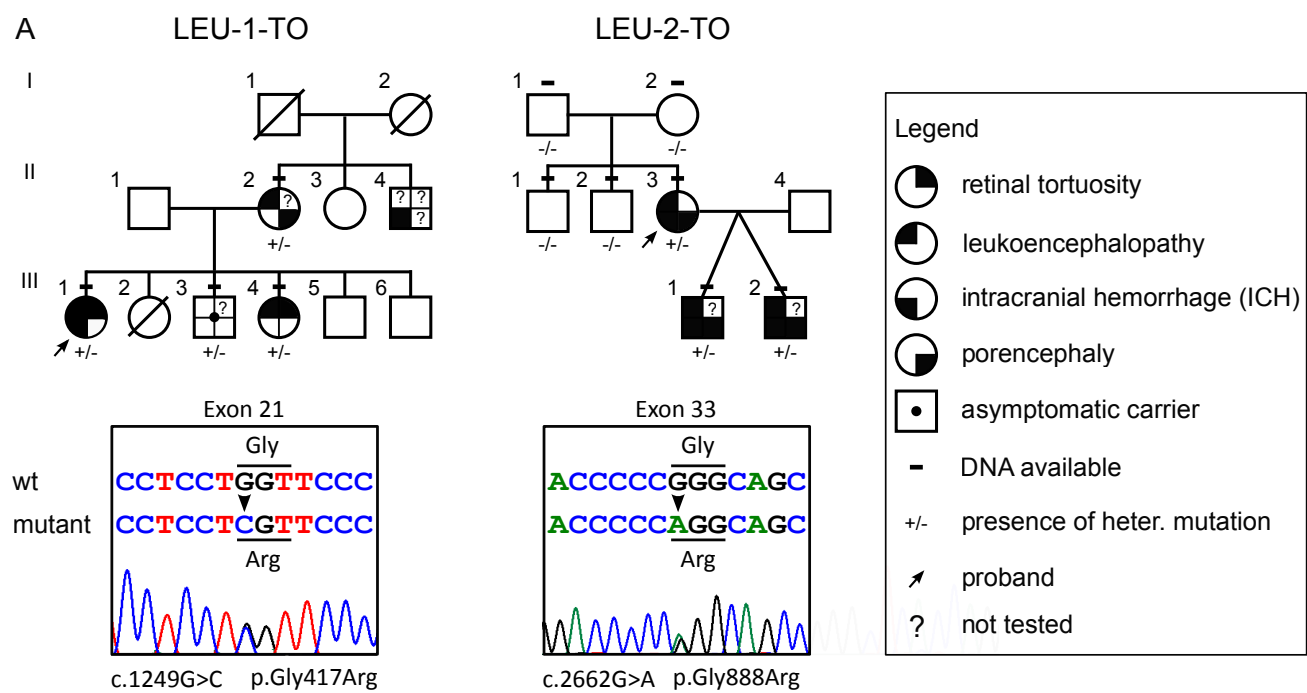 A
LEU-1-TO LEU-2-TO
I
1 2 1 2
-/- -/-
II
1 2 3 4 1 2 3 4
? ? ? ? ?
+/- -/- -/- +/-
III
1 2 3 4 5 6 1 2
? ? ?
+/- +/- +/- +/- +/-
Legend
retinal tortuosity
leukoencephalopathy
intracranial hemorrhage (ICH)
porencephaly
asymptomatic carrier
DNA available
+/- presence of heter. mutation
proband
? not tested
Exon 21
Gly
wt CCTCCTGGTTCCC
mutant CCTCCTCGTTCCC
Arg
c.1249G>C p.Gly417Arg
Exon 33
Gly
ACCCCCGGGCAGC
ACCCCCAGGCAGC
Arg
c.2662G>A p.Gly888Arg